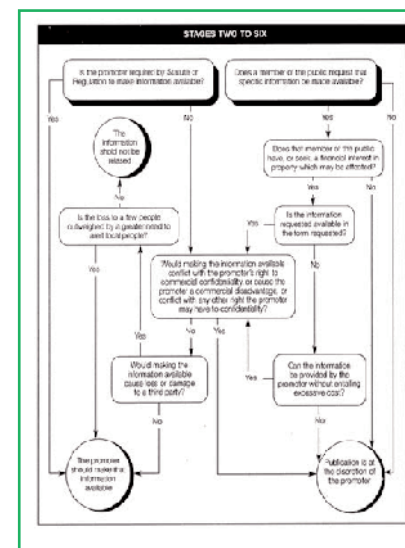 STAGES TWO TO SIX
Is the promoter required by Statute or
Regulation to make information available?
Does a member of the public request that
specific information be made available?
Yes
No
Yes
No
The
information
should not be
released
Does that member of the public
have, or seek, a financial interest in
property which may be affected?
No
Yes
No
Is the loss to a few people
outweighed by a greater need to
local people?
Yes
Is the information
requested available in
the form requested?
Yes
No
Would making the information available
conflict with the promoter's right to
commercial confidentiality, or cause the
promoter a commercial disadvantage, or
conflict with any other right the promoter
may have to confidentiality?
Yes
No
Yes
Would making the
information available
cause loss or damage
to a third party?
Yes
Can the information
be provided by the
promoter without entailing
excessive cost?
No
No
The promoter
should make that
information
available
Publication is at
the discretion of
the promoter